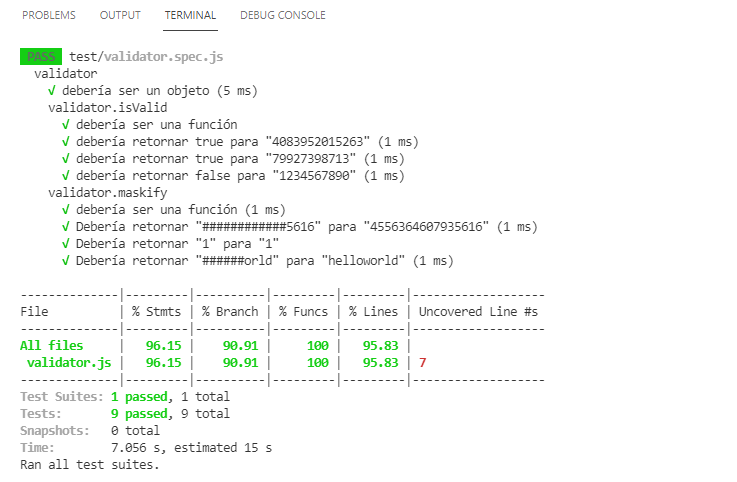 PROBLEMS OUTPUT TERMINAL DEBUG CONSOLE
PASS test/validator.spec.js
validator
√ debería ser un objeto (5 ms)
validator.isValid
√ debería ser una función
√ debería retornar true para "4083952015263" (1 ms)
√ debería retornar true para "79927398713" (1 ms)
√ debería retornar false para "1234567890" (1 ms)
validator.maskify
√ debería ser una función (1 ms)
√ Debería retornar "############5616" para "4556364607935616" (1 ms)
√ Debería retornar "1" para "1"
√ Debería retornar "######orld" para "helloworld" (1 ms)
--------------|---------|----------|---------|---------|-------------------
File          | % Stmts | % Branch | % Funcs | % Lines | Uncovered Line #s
--------------|---------|----------|---------|---------|-------------------
All files     |   96.15 |    90.91 |     100 |   95.83 |
 validator.js |   96.15 |    90.91 |     100 |   95.83 | 7
--------------|---------|----------|---------|---------|-------------------
Test Suites: 1 passed, 1 total
Tests:       9 passed, 9 total
Snapshots:   0 total
Time:        7.056 s, estimated 15 s
Ran all test suites.